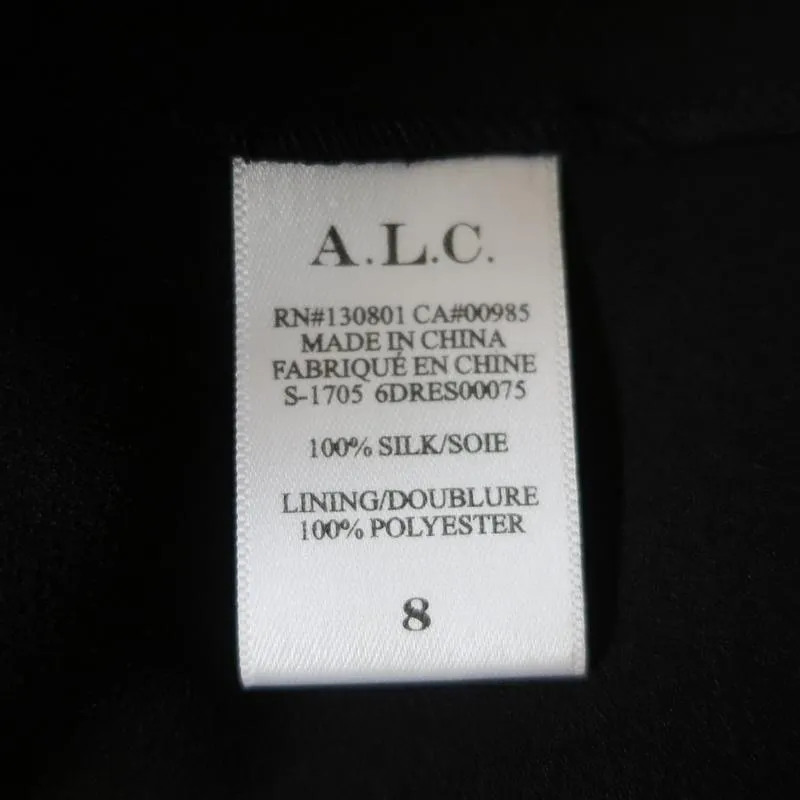 A.L.C.
RN#130801 CA#00985
MADE IN CHINA
FABRIQUÉ EN CHINE
S-1705 6DRES00075
100% SILK/SOIE
LINING/DOUBLURE
100% POLYESTER
8